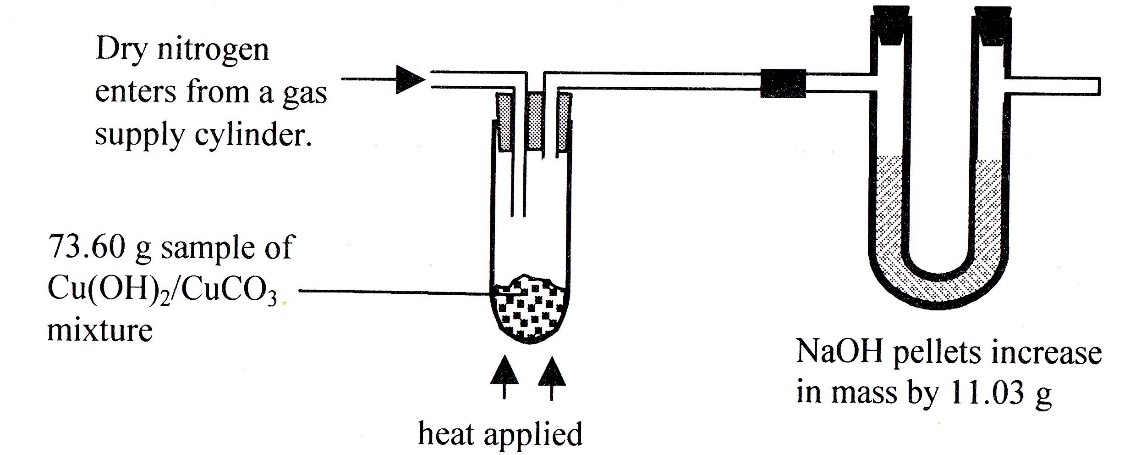 Dry nitrogen
enters from a gas
supply cylinder.
73.60 g sample of
Cu(OH)₂/CuCO₃
mixture
heat applied
NaOH pellets increase
in mass by 11.03 g